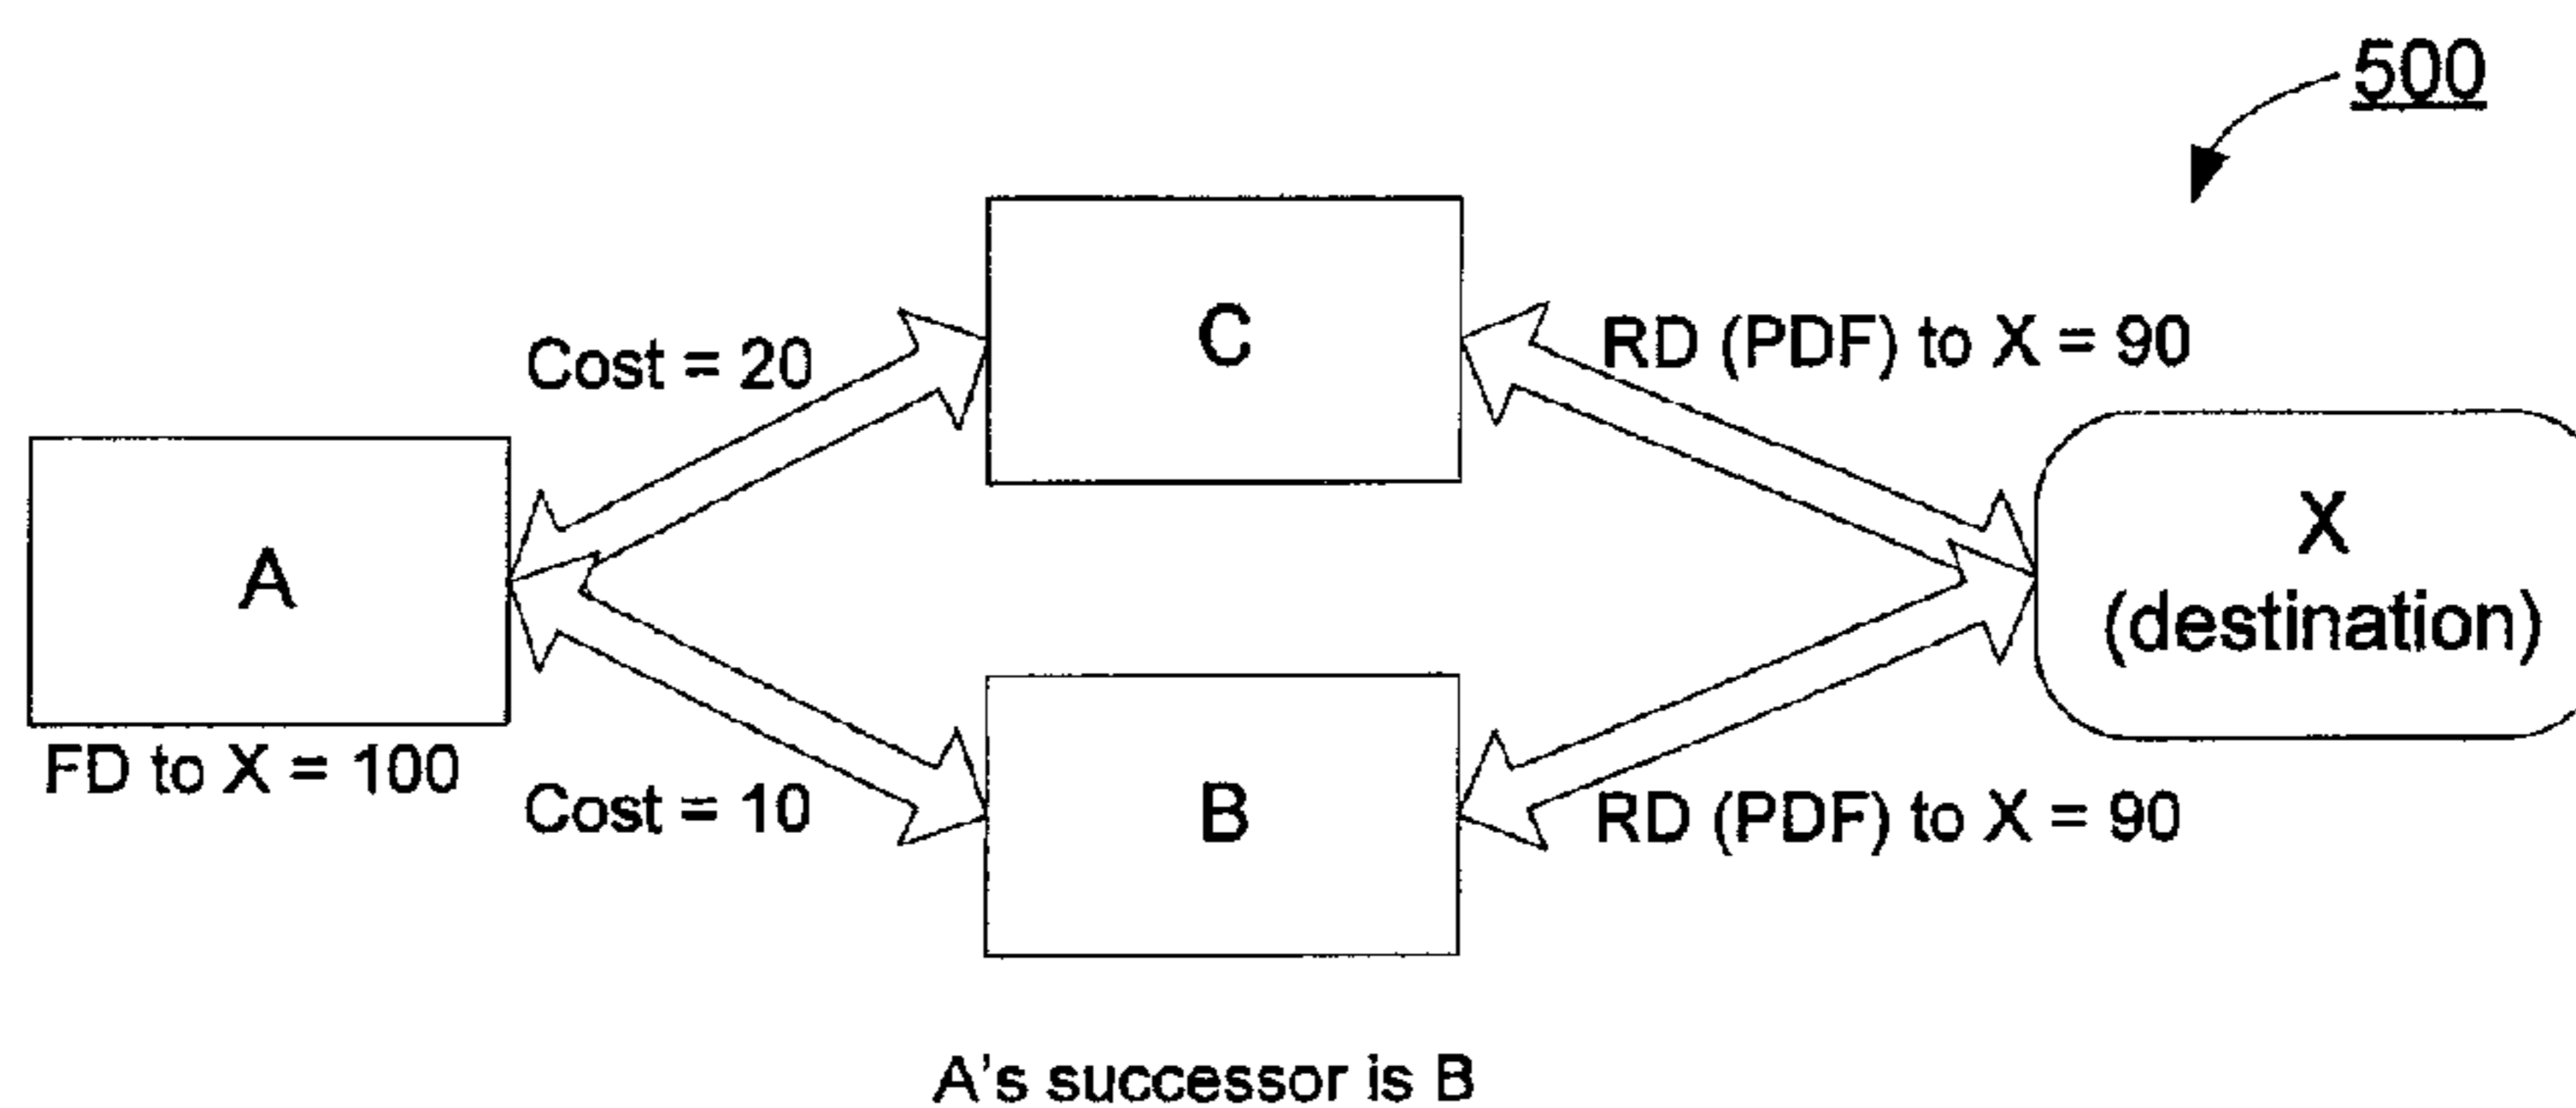 500
C
Cost = 20
RD (PDF) to X = 90
A
X
(destination)
FD to X = 100
Cost = 10
B
RD (PDF) to X = 90
A's successor is B